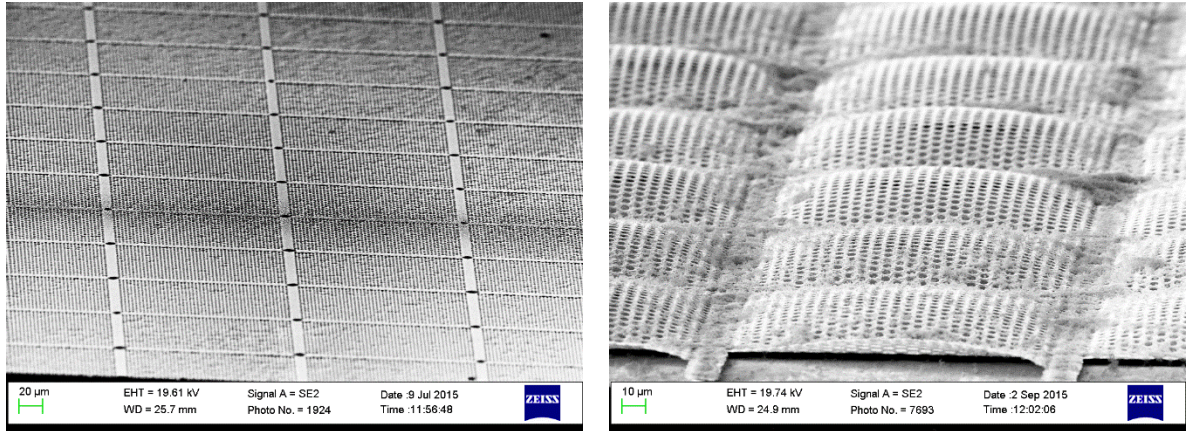 20 µm
EHT = 19.61 kV
Signal A = SE2
Date :9 Jul 2015
WD = 25.7 mm
Photo No. = 1924
Time :11:56:48
ZEISS
10 µm
EHT = 19.74 kV
Signal A = SE2
Date :2 Sep 2015
WD = 24.9 mm
Photo No. = 7693
Time :12:02:06
ZEISS